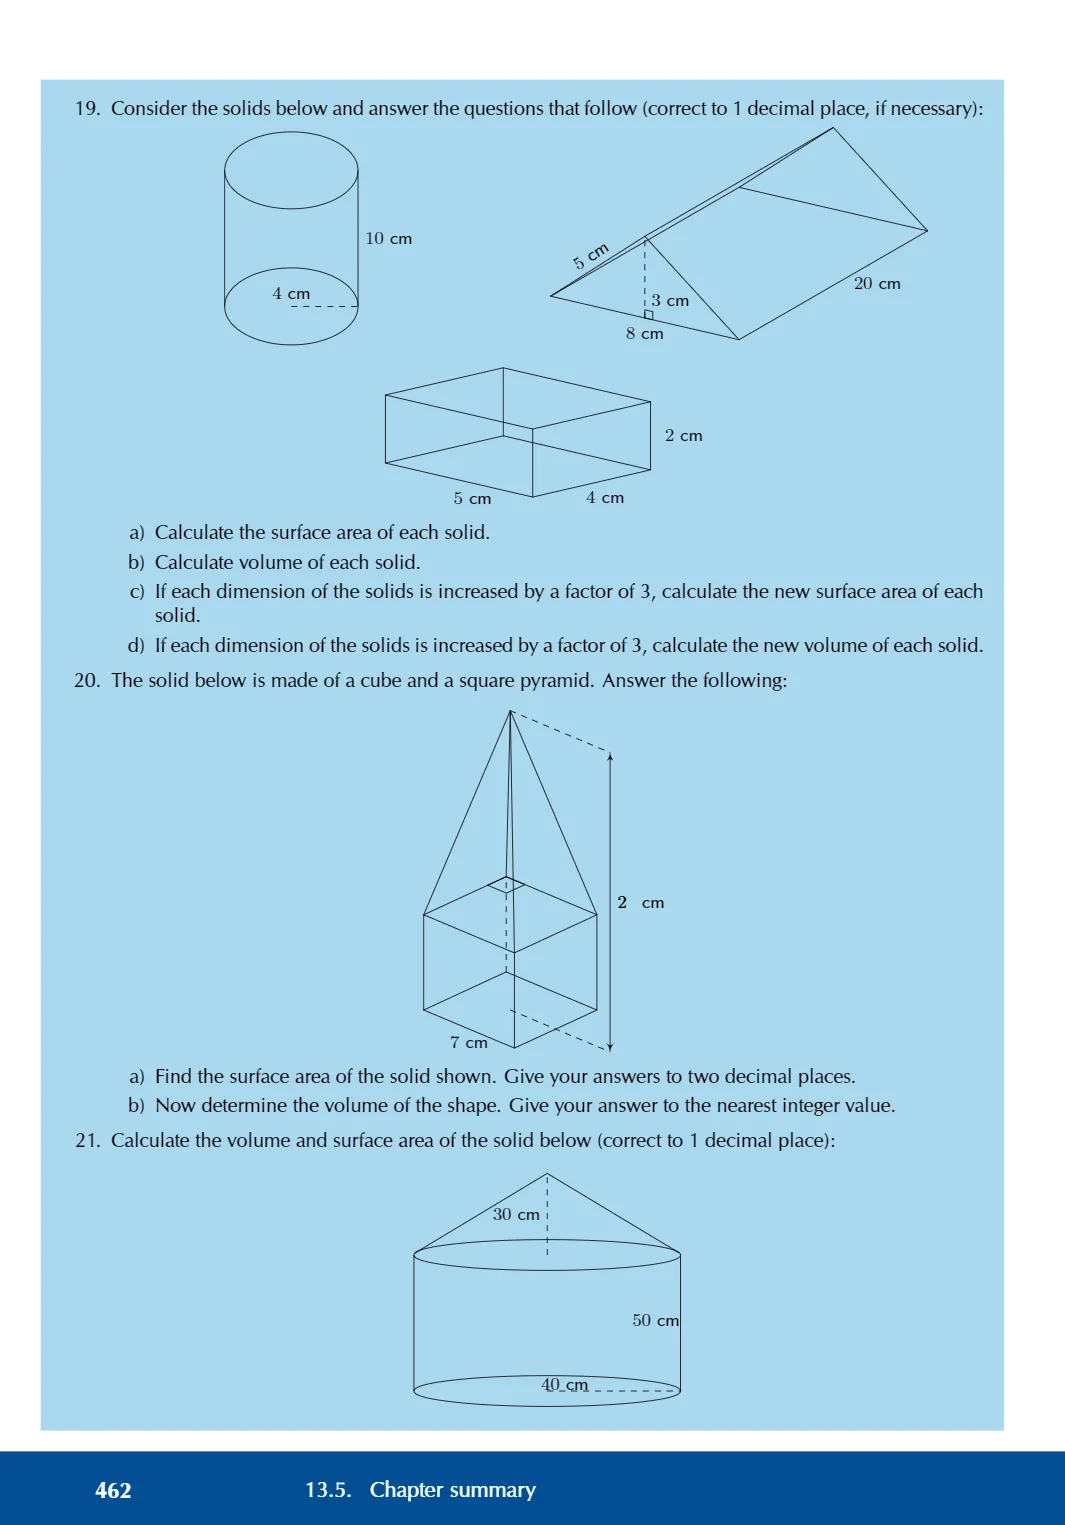 19. Consider the solids below and answer the questions that follow (correct to 1 decimal place, if necessary):
10 cm
4 cm
5 cm
20 cm
3 cm
8 cm
2 cm
5 cm
4 cm
a) Calculate the surface area of each solid.
b) Calculate volume of each solid.
c) If each dimension of the solids is increased by a factor of 3, calculate the new surface area of each
solid.
d) If each dimension of the solids is increased by a factor of 3, calculate the new volume of each solid.
20. The solid below is made of a cube and a square pyramid. Answer the following:
2 cm
7 cm
a) Find the surface area of the solid shown. Give your answers to two decimal places.
b) Now determine the volume of the shape. Give your answer to the nearest integer value.
21. Calculate the volume and surface area of the solid below (correct to 1 decimal place):
30 cm
50 cm
40 cm
462 13.5. Chapter summary